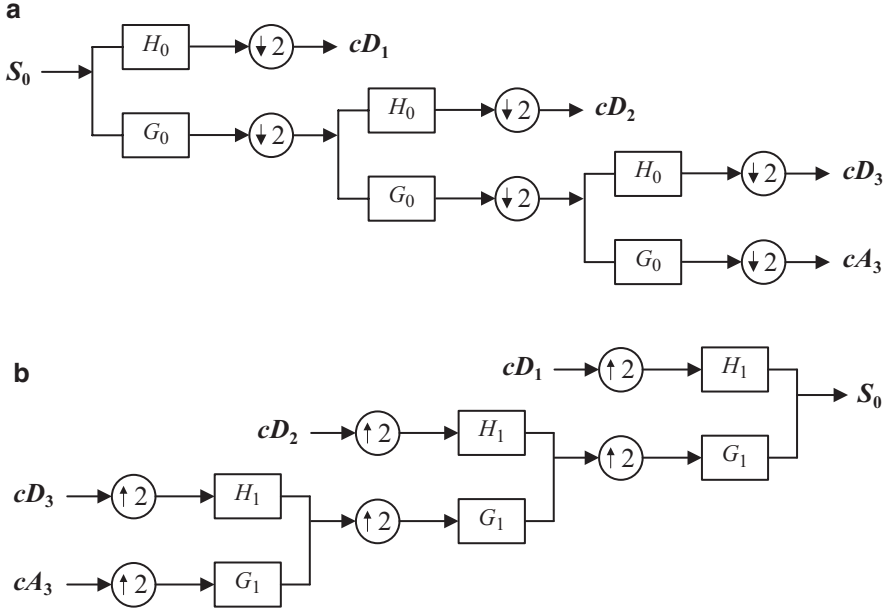 a
H0 ↓2 cD1
S0
G0 ↓2 H0 ↓2 cD2
G0 ↓2 H0 ↓2 cD3
G0 ↓2 cA3
b
cD1 ↑2 H1
S0
cD2 ↑2 H1 ↑2 G1
cD3 ↑2 H1 ↑2 G1
cA3 ↑2 G1